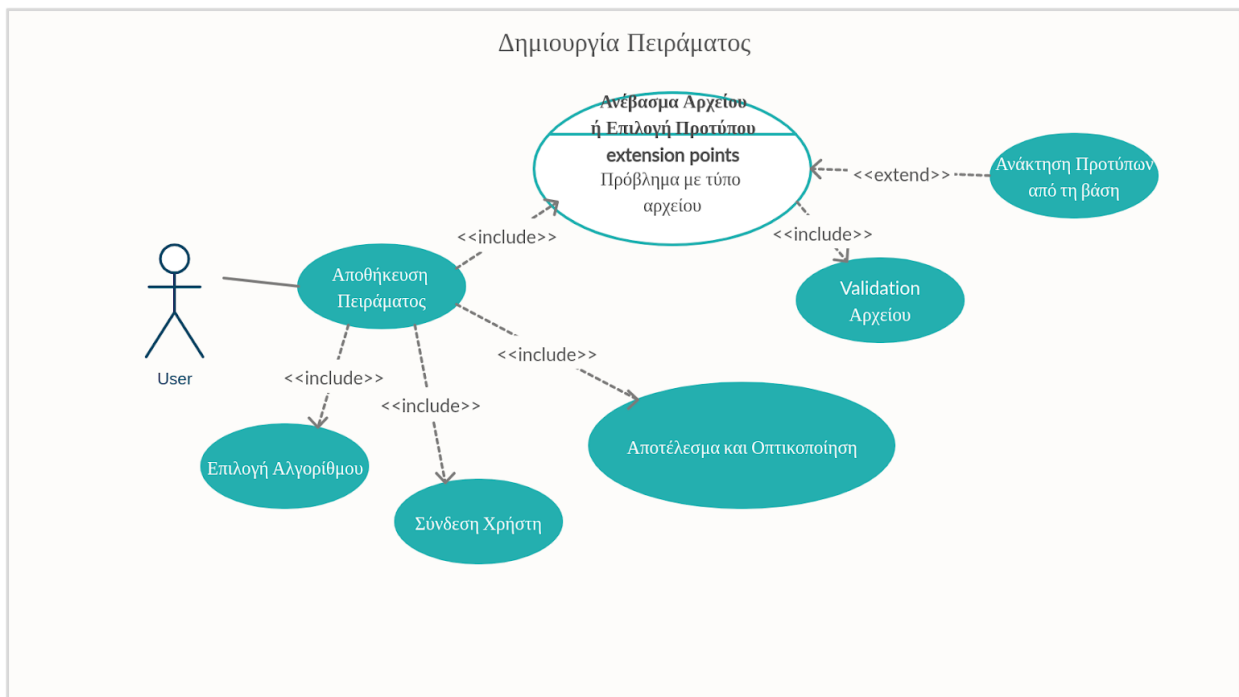 Δημιουργία Πειράματος
Ανέβασμα Αρχείου
ή Επιλογή Προτύπου
extension points
Πρόβλημα με τύπο
αρχείου
<<extend>>
Ανάκτηση Προτύπων
από τη βάση
<<include>>
<<include>>
Validation
Αρχείου
Αποθήκευση
Πειράματος
User
<<include>>
<<include>>
<<include>>
Επιλογή Αλγορίθμου
Σύνδεση Χρήστη
Αποτέλεσμα και Οπτικοποίηση